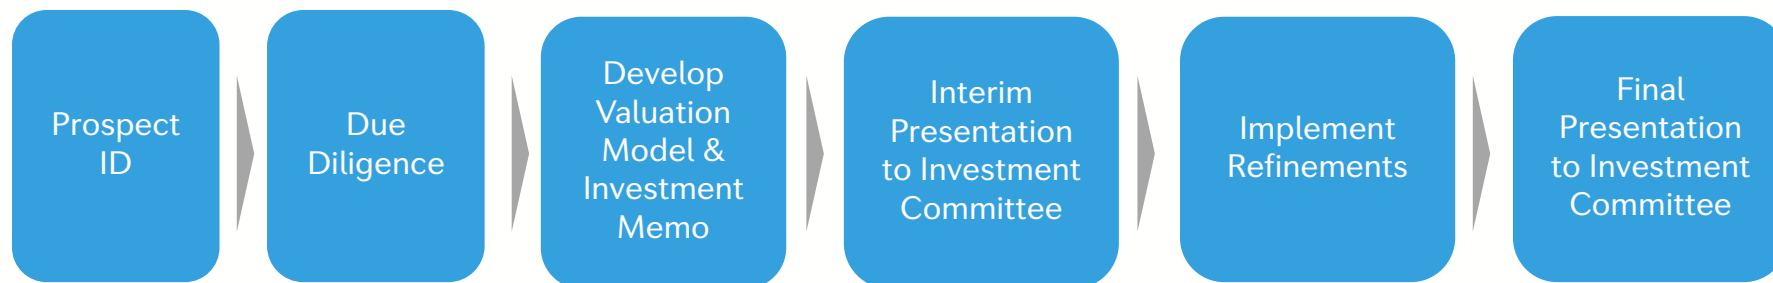 Prospect
ID
Due
Diligence
Develop
Valuation
Model &
Investment
Memo
Interim
Presentation
to Investment
Committee
Implement
Refinements
Final
Presentation
to Investment
Committee